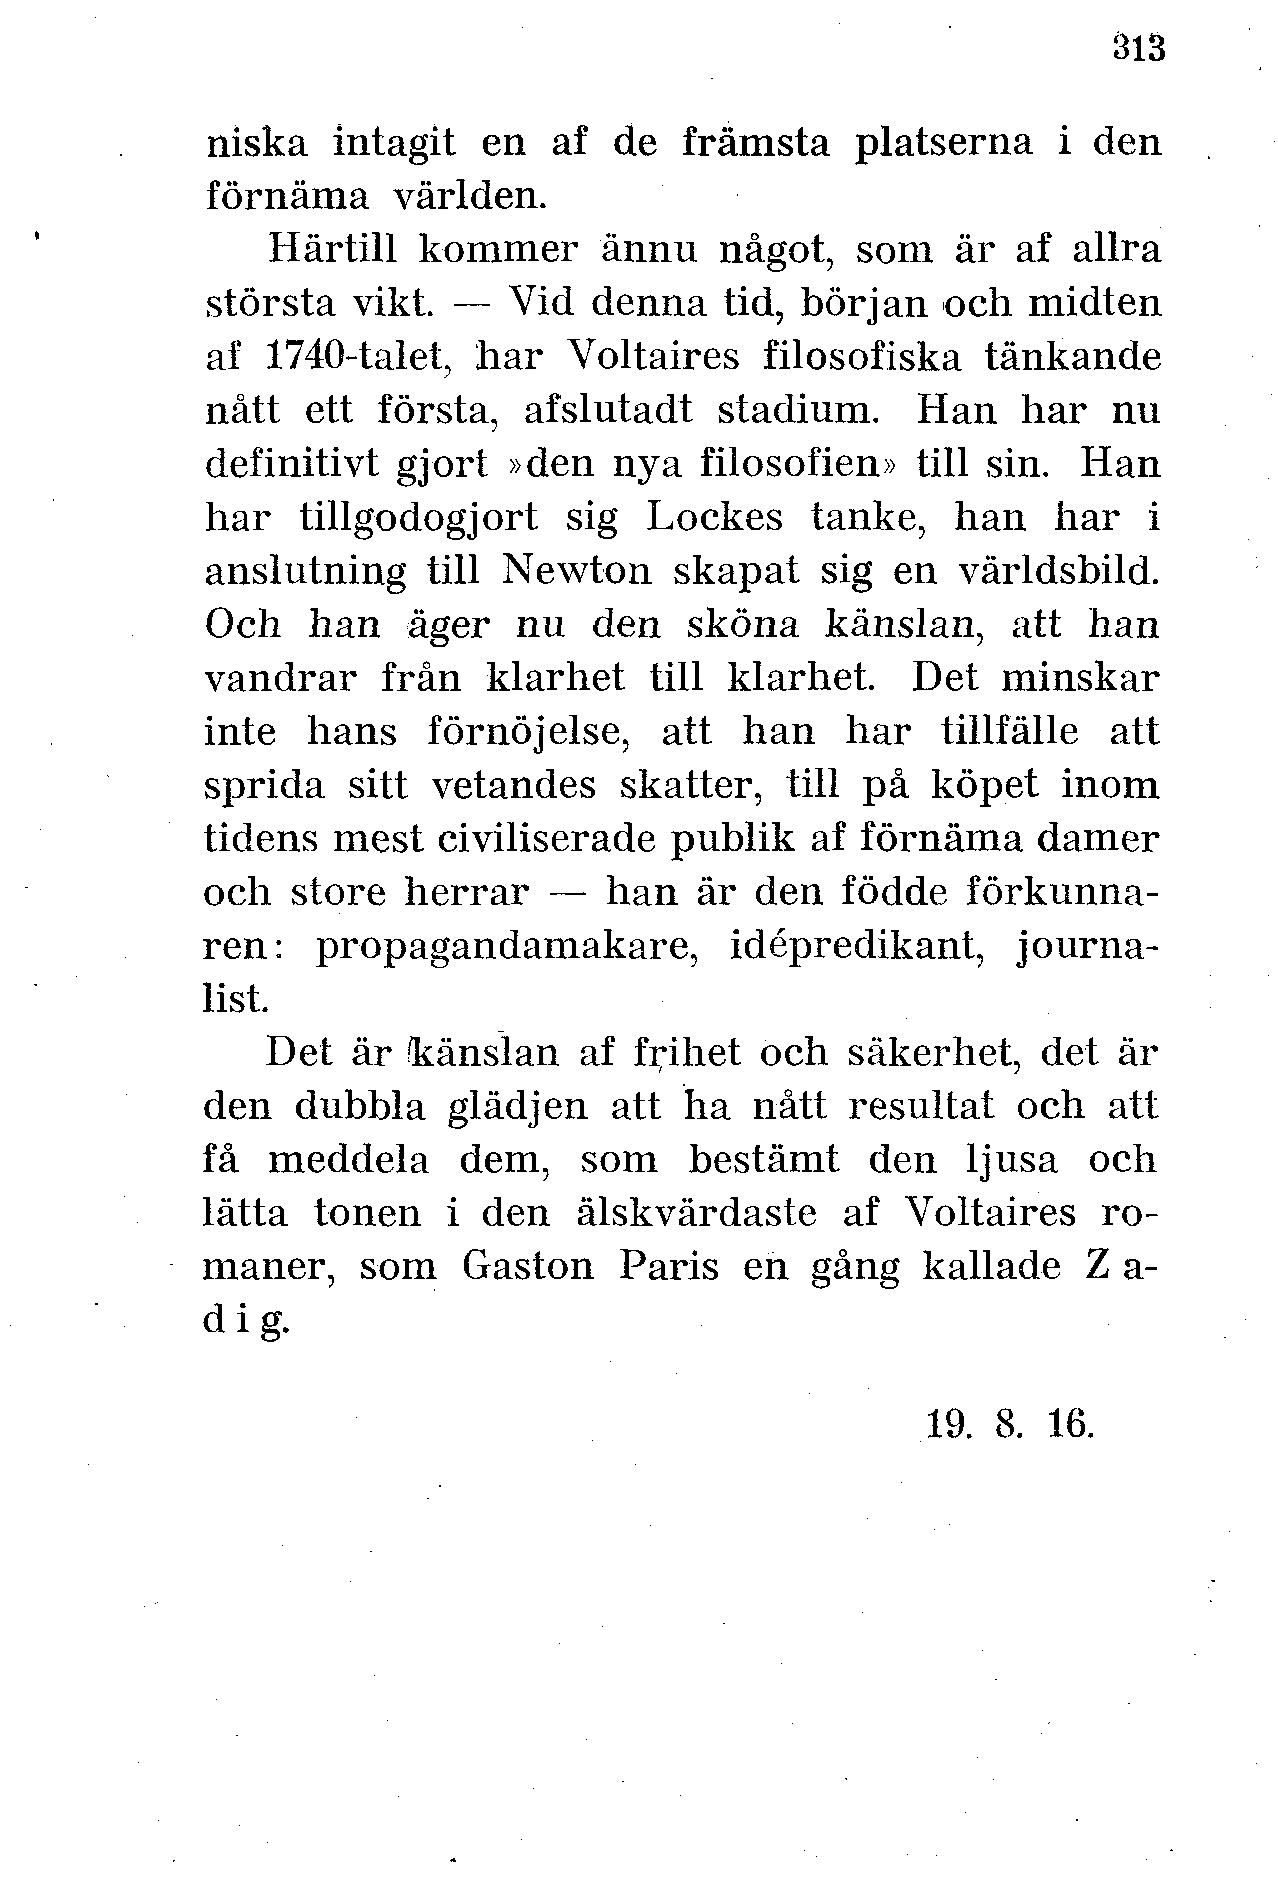 313
niska intagit en af de främsta platserna i den
förnäma världen.
Härtill kommer ännu något, som är af allra
största vikt. — Vid denna tid, början och midten
af 1740-talet, har Voltaires filosofiska tänkande
nått ett första, afslutadt stadium. Han har nu
definitivt gjort »den nya filosofien» till sin. Han
har tillgodogjort sig Lockes tanke, han har i
anslutning till Newton skapat sig en världsbild.
Och han äger nu den sköna känslan, att han
vandrar från klarhet till klarhet. Det minskar
inte hans förnöjelse, att han har tillfälle att
sprida sitt vetandes skatter, till på köpet inom
tidens mest civiliserade publik af förnäma damer
och store herrar — han är den födde förkunna-
ren: propagandamakare, idépredikant, journa-
list.
Det är känslan af frihet och säkerhet, det är
den dubbla glädjen att ha nått resultat och att
få meddela dem, som bestämt den ljusa och
lätta tonen i den älskvärdaste af Voltaires ro-
maner, som Gaston Paris en gång kallade Z a-
d i g.
19. 8. 16.